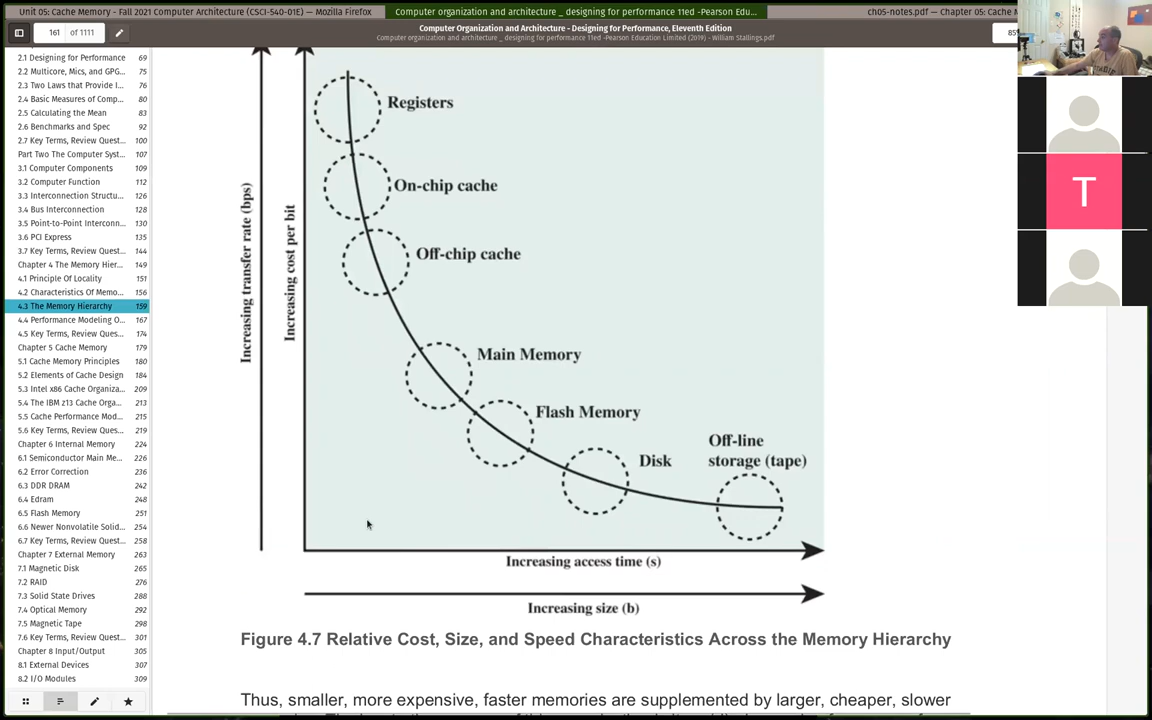 Unit 05: Cache Memory - Fall 2021 Computer Architecture (CSCI-540-01E) — Mozilla Firefox
Computer organization and architecture _ designing for performance 11ed -Pearson Edu...
ch05-notes.pdf — Chapter 05: Cache M
161 of 1111
Computer Organization and Architecture - Designing for Performance, Eleventh Edition
Computer organization and architecture _ designing for performance 11ed -Pearson Education Limited (2019) - William Stallings.pdf
85
2.1 Designing for Performance 69
2.2 Multicore, Mics, and GPG... 75
2.3 Two Laws that Provide I... 76
2.4 Basic Measures of Comp... 80
2.5 Calculating the Mean 83
2.6 Benchmarks and Spec 92
2.7 Key Terms, Review Quest... 100
Part Two The Computer Syst... 107
3.1 Computer Components 109
3.2 Computer Function 112
3.3 Interconnection Structu... 126
3.4 Bus Interconnection 128
3.5 Point-to-Point Interconn... 130
3.6 PCI Express 135
3.7 Key Terms, Review Quest... 144
Chapter 4 The Memory Hier... 149
4.1 Principle Of Locality 151
4.2 Characteristics Of Memo... 156
4.3 The Memory Hierarchy 159
4.4 Performance Modeling O... 167
4.5 Key Terms, Review Ques... 174
Chapter 5 Cache Memory 179
5.1 Cache Memory Principles 180
5.2 Elements of Cache Design 184
5.3 Intel x86 Cache Organiza... 209
5.4 The IBM 213 Cache Orga... 213
5.5 Cache Performance Mod... 215
5.6 Key Terms, Review Ques... 219
Chapter 6 Internal Memory 224
6.1 Semiconductor Main Me... 226
6.2 Error Correction 236
6.3 DDR DRAM 242
6.4 Edram 248
6.5 Flash Memory 251
6.6 Newer Nonvolatile Solid... 254
6.7 Key Terms, Review Ques... 258
Chapter 7 External Memory 263
7.1 Magnetic Disk 265
7.2 RAID 276
7.3 Solid State Drives 288
7.4 Optical Memory 292
7.5 Magnetic Tape 298
7.6 Key Terms, Review Quest... 301
Chapter 8 Input/Output 305
8.1 External Devices 307
8.2 I/O Modules 309
Increasing transfer rate (bps)
Increasing cost per bit
Registers
On-chip cache
Off-chip cache
Main Memory
Flash Memory
Disk
Off-line
storage (tape)
Increasing access time (s)
Increasing size (b)
Figure 4.7 Relative Cost, Size, and Speed Characteristics Across the Memory Hierarchy
Thus, smaller, more expensive, faster memories are supplemented by larger, cheaper, slower
T